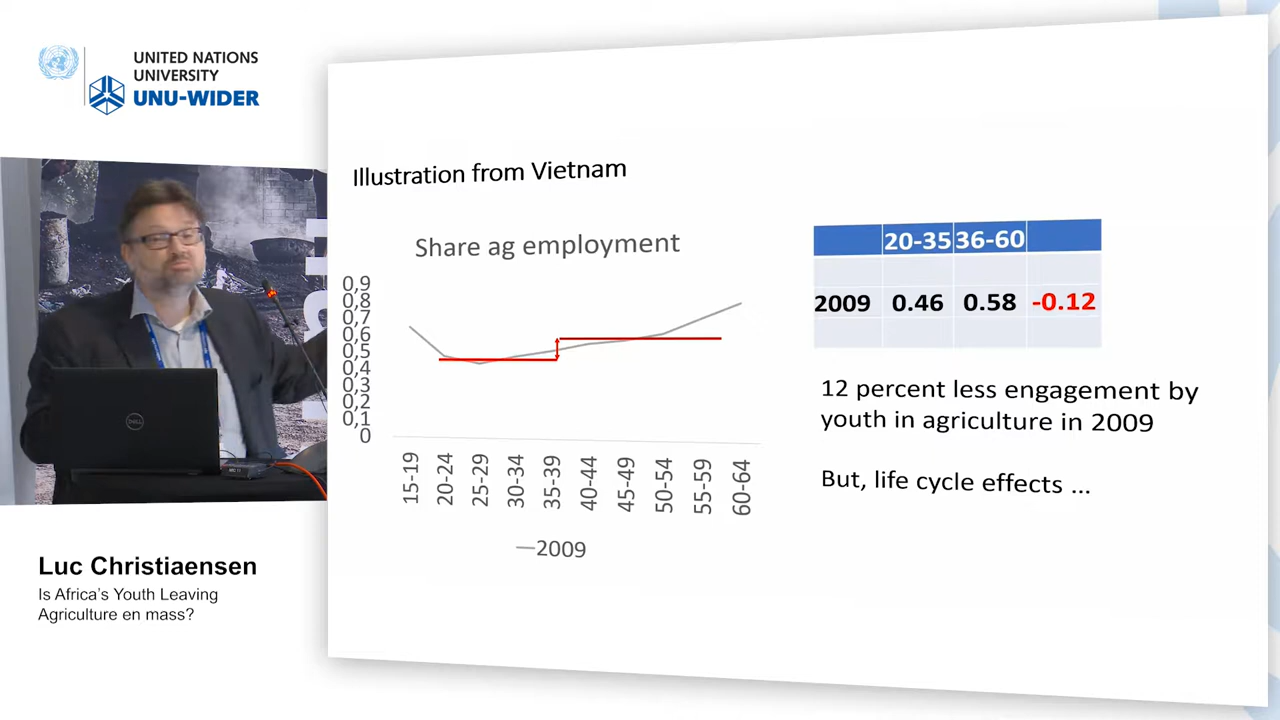 UNITED NATIONS
UNIVERSITY
UNU-WIDER
Illustration from Vietnam
Share ag employment
0,9
0,8
0,7
0,6
0,5
0,4
0,3
0,2
0,1
0
15-19
20-24
25-29
30-34
35-39
40-44
45-49
50-54
55-59
60-64
2009
20-35 36-60
2009 0.46 0.58 -0.12
12 percent less engagement by
youth in agriculture in 2009
But, life cycle effects ...
DELL
Luc Christiaensen
Is Africa's Youth Leaving
Agriculture en mass?